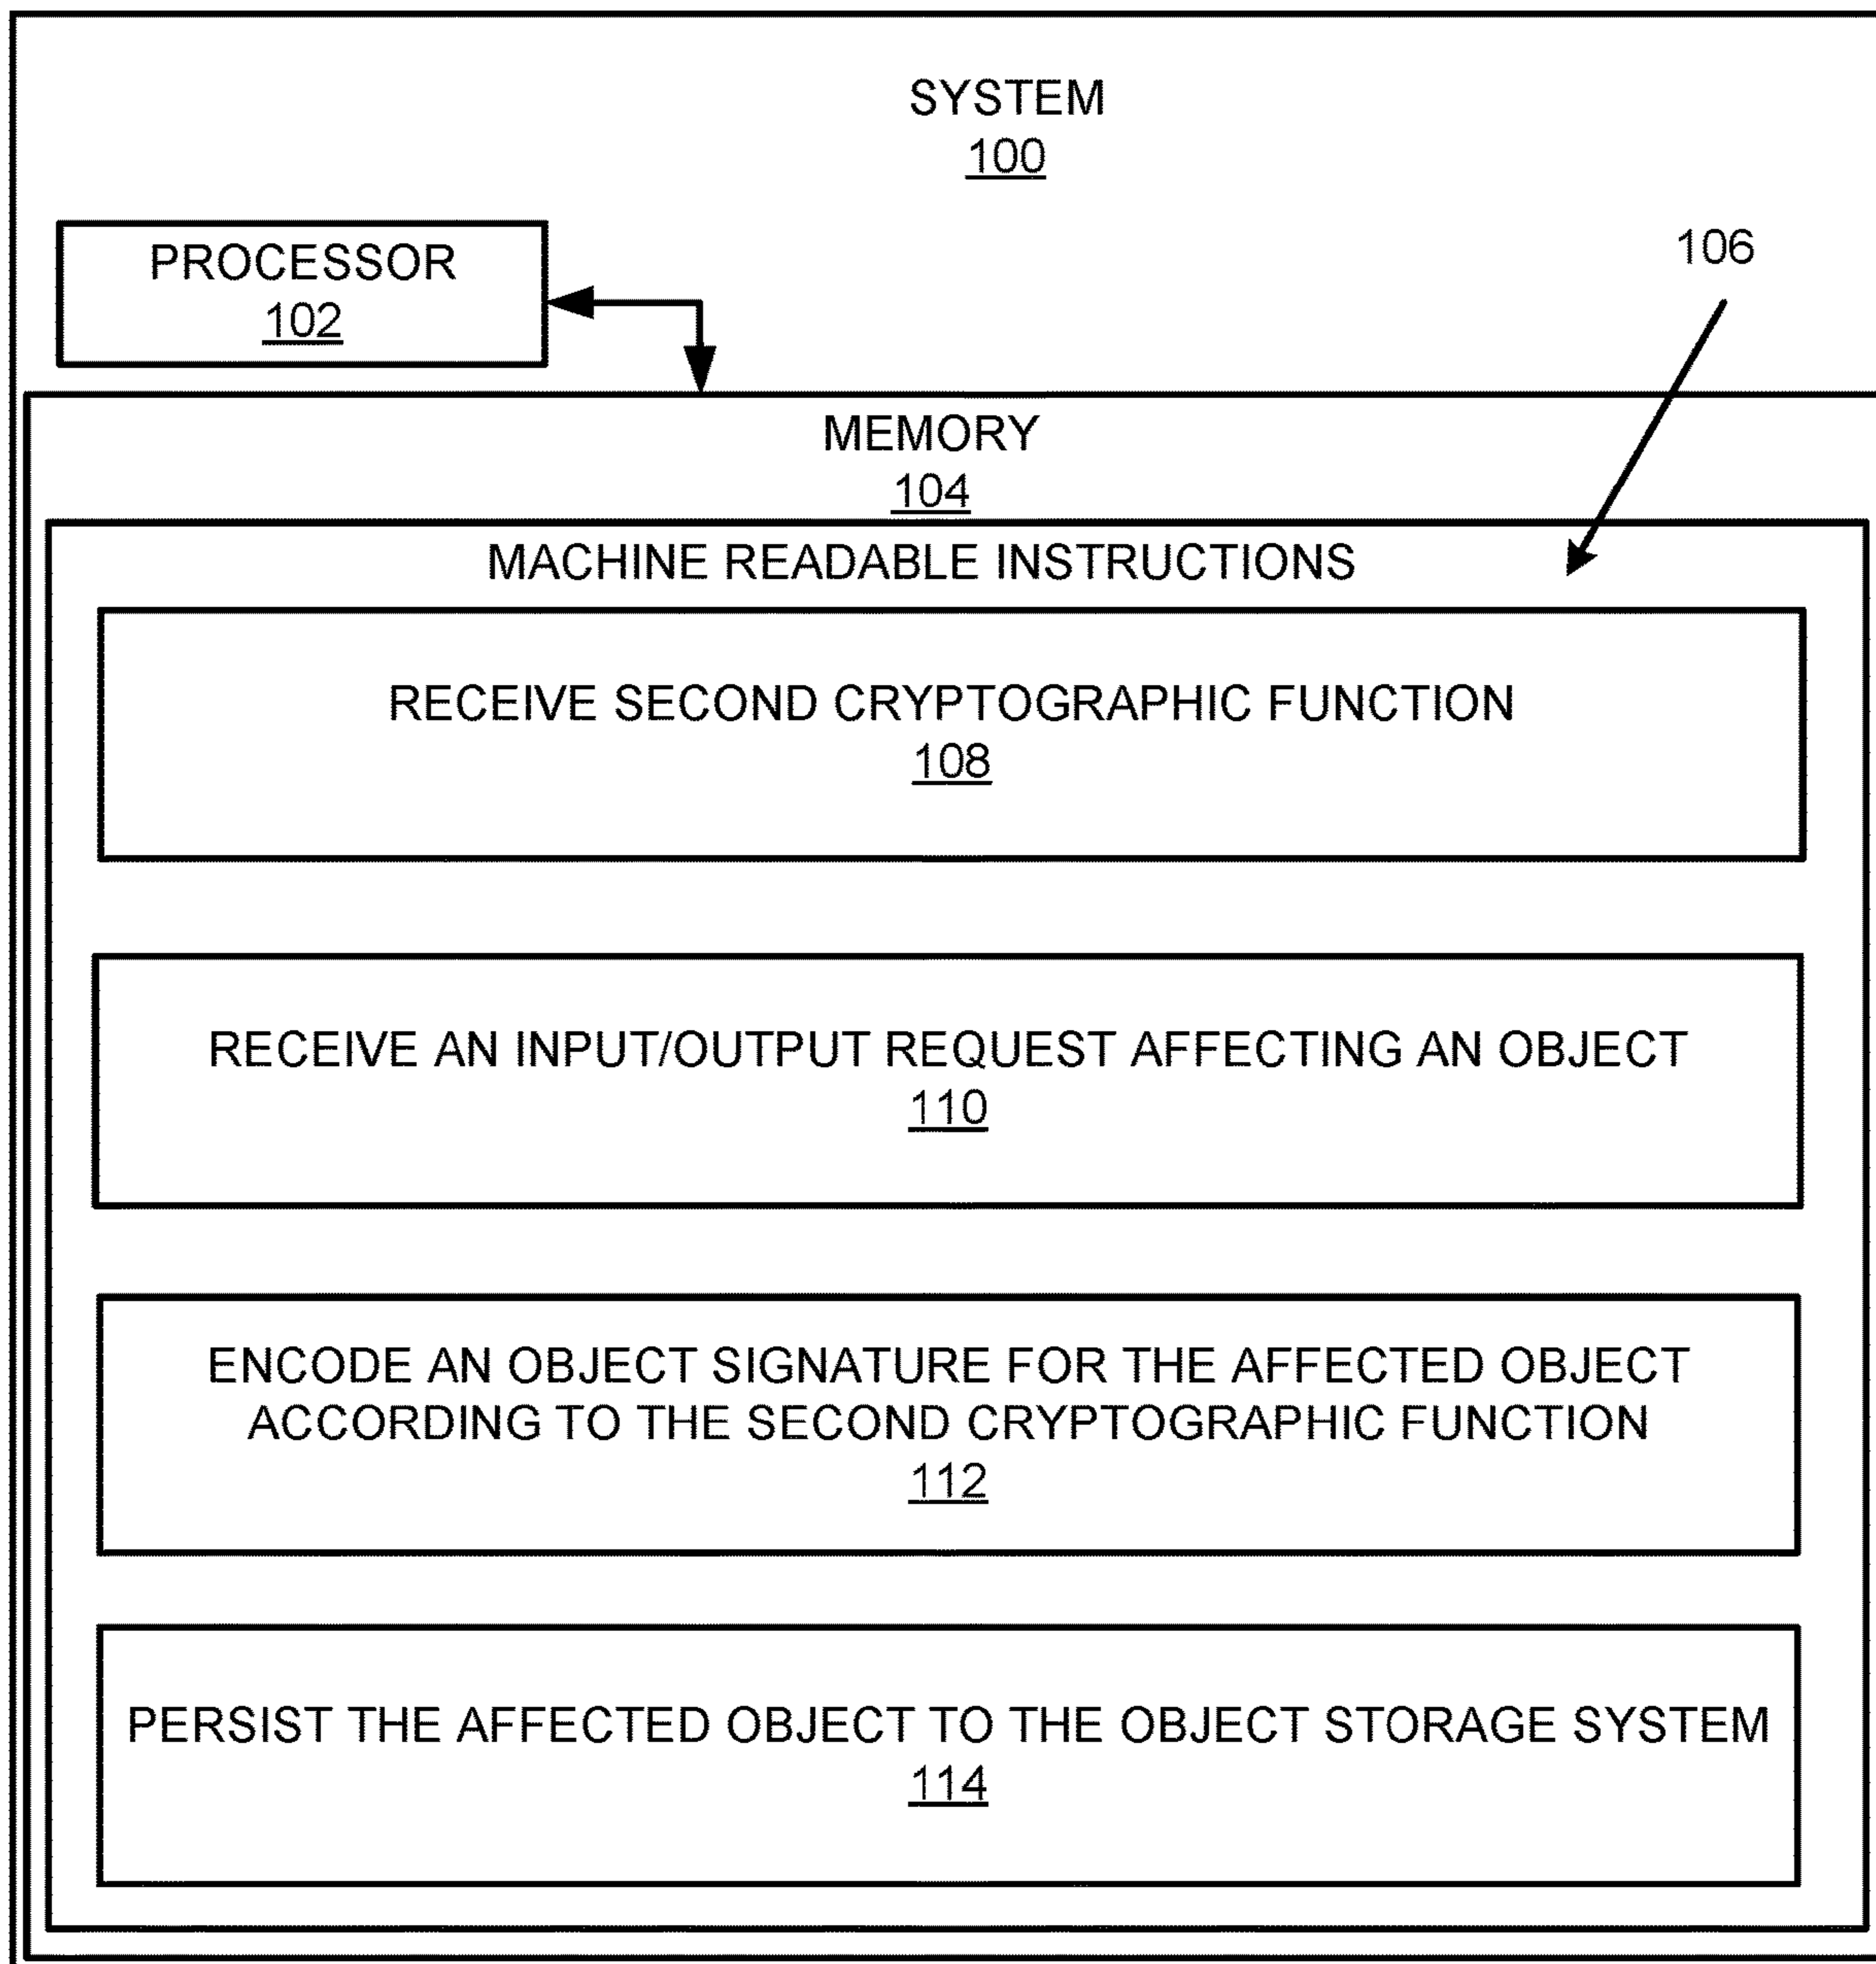 SYSTEM
100
PROCESSOR
102
106
MEMORY
104
MACHINE READABLE INSTRUCTIONS
RECEIVE SECOND CRYPTOGRAPHIC FUNCTION
108
RECEIVE AN INPUT/OUTPUT REQUEST AFFECTING AN OBJECT
110
ENCODE AN OBJECT SIGNATURE FOR THE AFFECTED OBJECT
ACCORDING TO THE SECOND CRYPTOGRAPHIC FUNCTION
112
PERSIST THE AFFECTED OBJECT TO THE OBJECT STORAGE SYSTEM
114